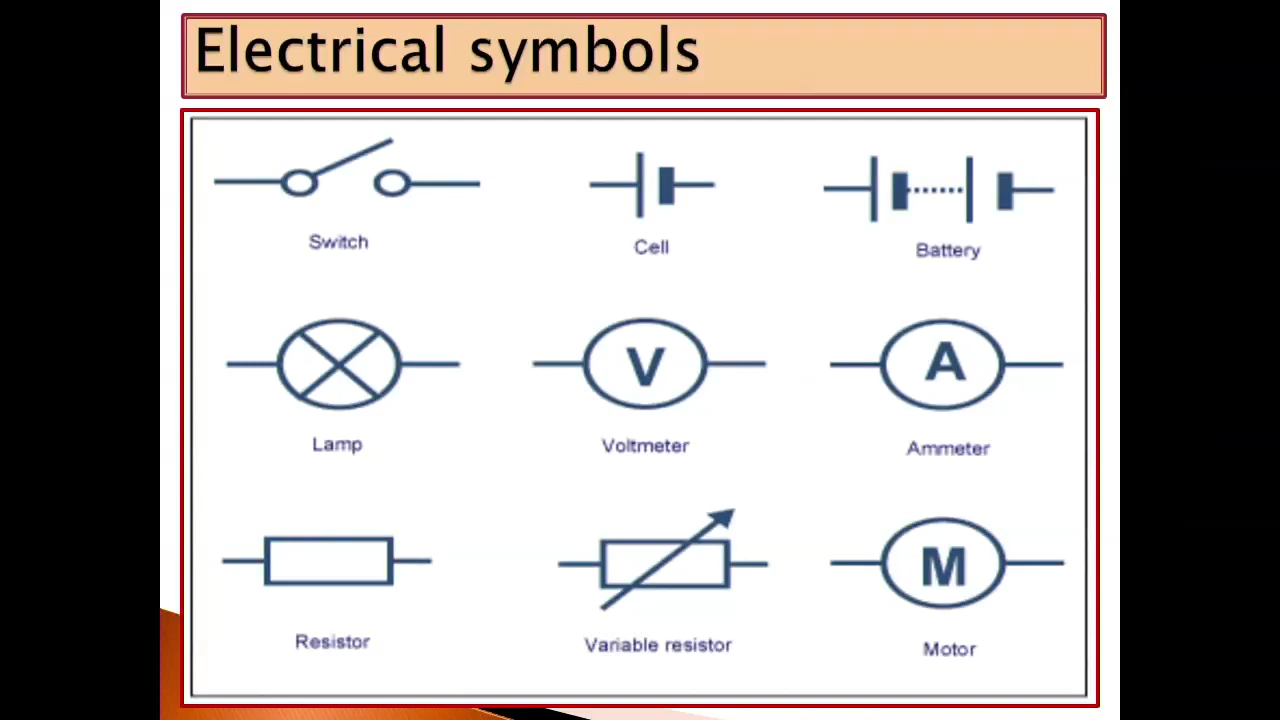 Electrical symbols
Switch
Cell
Battery
V
A
Lamp
Voltmeter
Ammeter
M
Resistor
Variable resistor
Motor